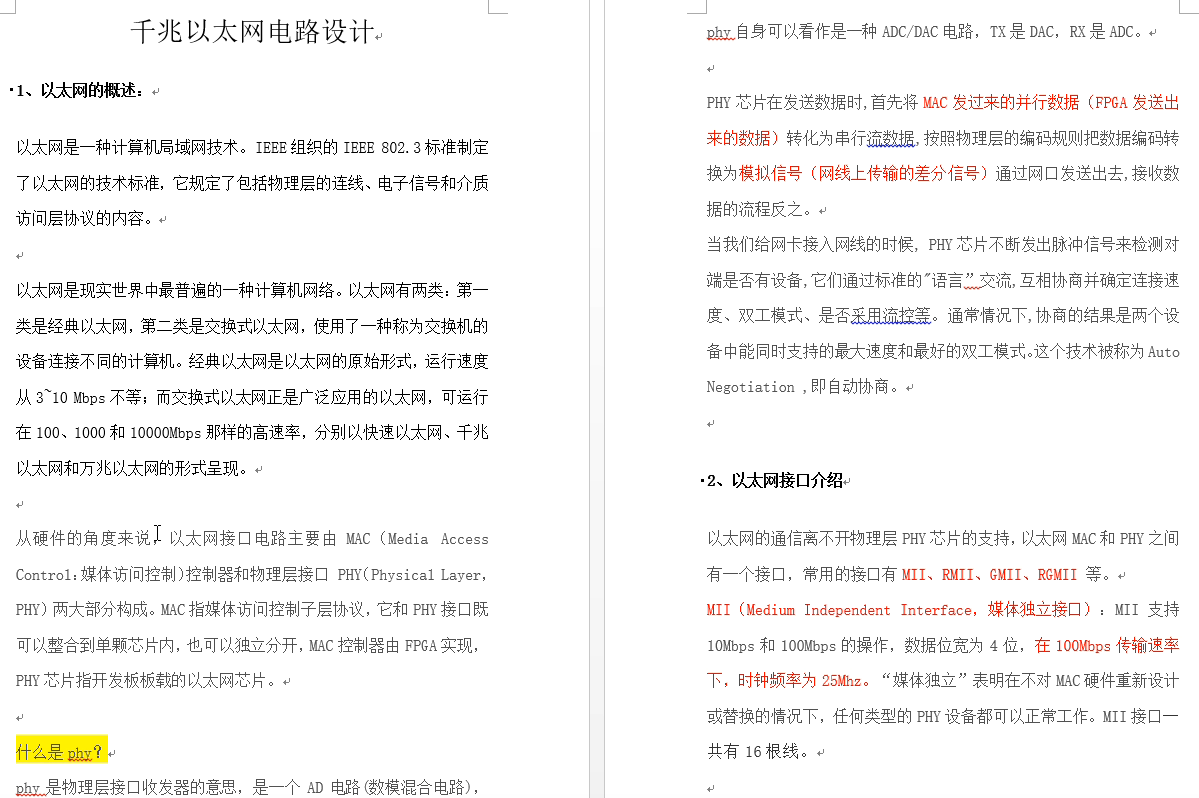 千兆以太网电路设计
1、以太网的概述：
以太网是一种计算机局域网技术。IEEE 组织的 IEEE 802.3 标准制定
了以太网的技术标准，它规定了包括物理层的连线、电子信号和介质
访问层协议的内容。
以太网是现实世界中最普遍的一种计算机网络。以太网有两类：第一
类是经典以太网，第二类是交换式以太网，使用了一种称为交换机的
设备连接不同的计算机。经典以太网是以太网的原始形式，运行速度
从 3~10 Mbps 不等；而交换式以太网正是广泛应用的以太网，可运行
在 100、1000 和 10000Mbps 那样的高速率，分别以快速以太网、千兆
以太网和万兆以太网的形式呈现。
从硬件的角度来说，以太网接口电路主要由 MAC（Media Access
Control：媒体访问控制）控制器和物理层接口 PHY(Physical Layer，
PHY）两大部分构成。MAC 指媒体访问控制子层协议，它和 PHY 接口既
可以整合到单颗芯片内，也可以独立分开，MAC 控制器由 FPGA 实现，
PHY 芯片指开发板板载的以太网芯片。
什么是 phy？
phy 是物理层接口收发器的意思，是一个 AD 电路(数模混合电路)，
phy 自身可以看作是一种 ADC/DAC 电路，TX 是 DAC，RX 是 ADC。
PHY 芯片在发送数据时,首先将 MAC 发过来的并行数据（FPGA 发送出
来的数据）转化为串行流数据,按照物理层的编码规则把数据编码转
换为模拟信号（网线上传输的差分信号）通过网口发送出去,接收数
据的流程反之。
当我们给网卡接入网线的时候, PHY 芯片不断发出脉冲信号来检测对
端是否有设备,它们通过标准的"语言”交流,互相协商并确定连接速
度、双工模式、是否采用流控等。通常情况下,协商的结果是两个设
备中能同时支持的最大速度和最好的双工模式。这个技术被称为 Auto
Negotiation ,即自动协商。
2、以太网接口介绍
以太网的通信离不开物理层 PHY 芯片的支持，以太网 MAC 和 PHY 之间
有一个接口，常用的接口有 MII、RMII、GMII、RGMII 等。
MII（Medium Independent Interface，媒体独立接口）：MII 支持
10Mbps 和 100Mbps 的操作，数据位宽为 4 位，在 100Mbps 传输速率
下，时钟频率为 25Mhz。“媒体独立”表明在不对 MAC 硬件重新设计
或替换的情况下，任何类型的 PHY 设备都可以正常工作。MII 接口一
共有 16 根线。